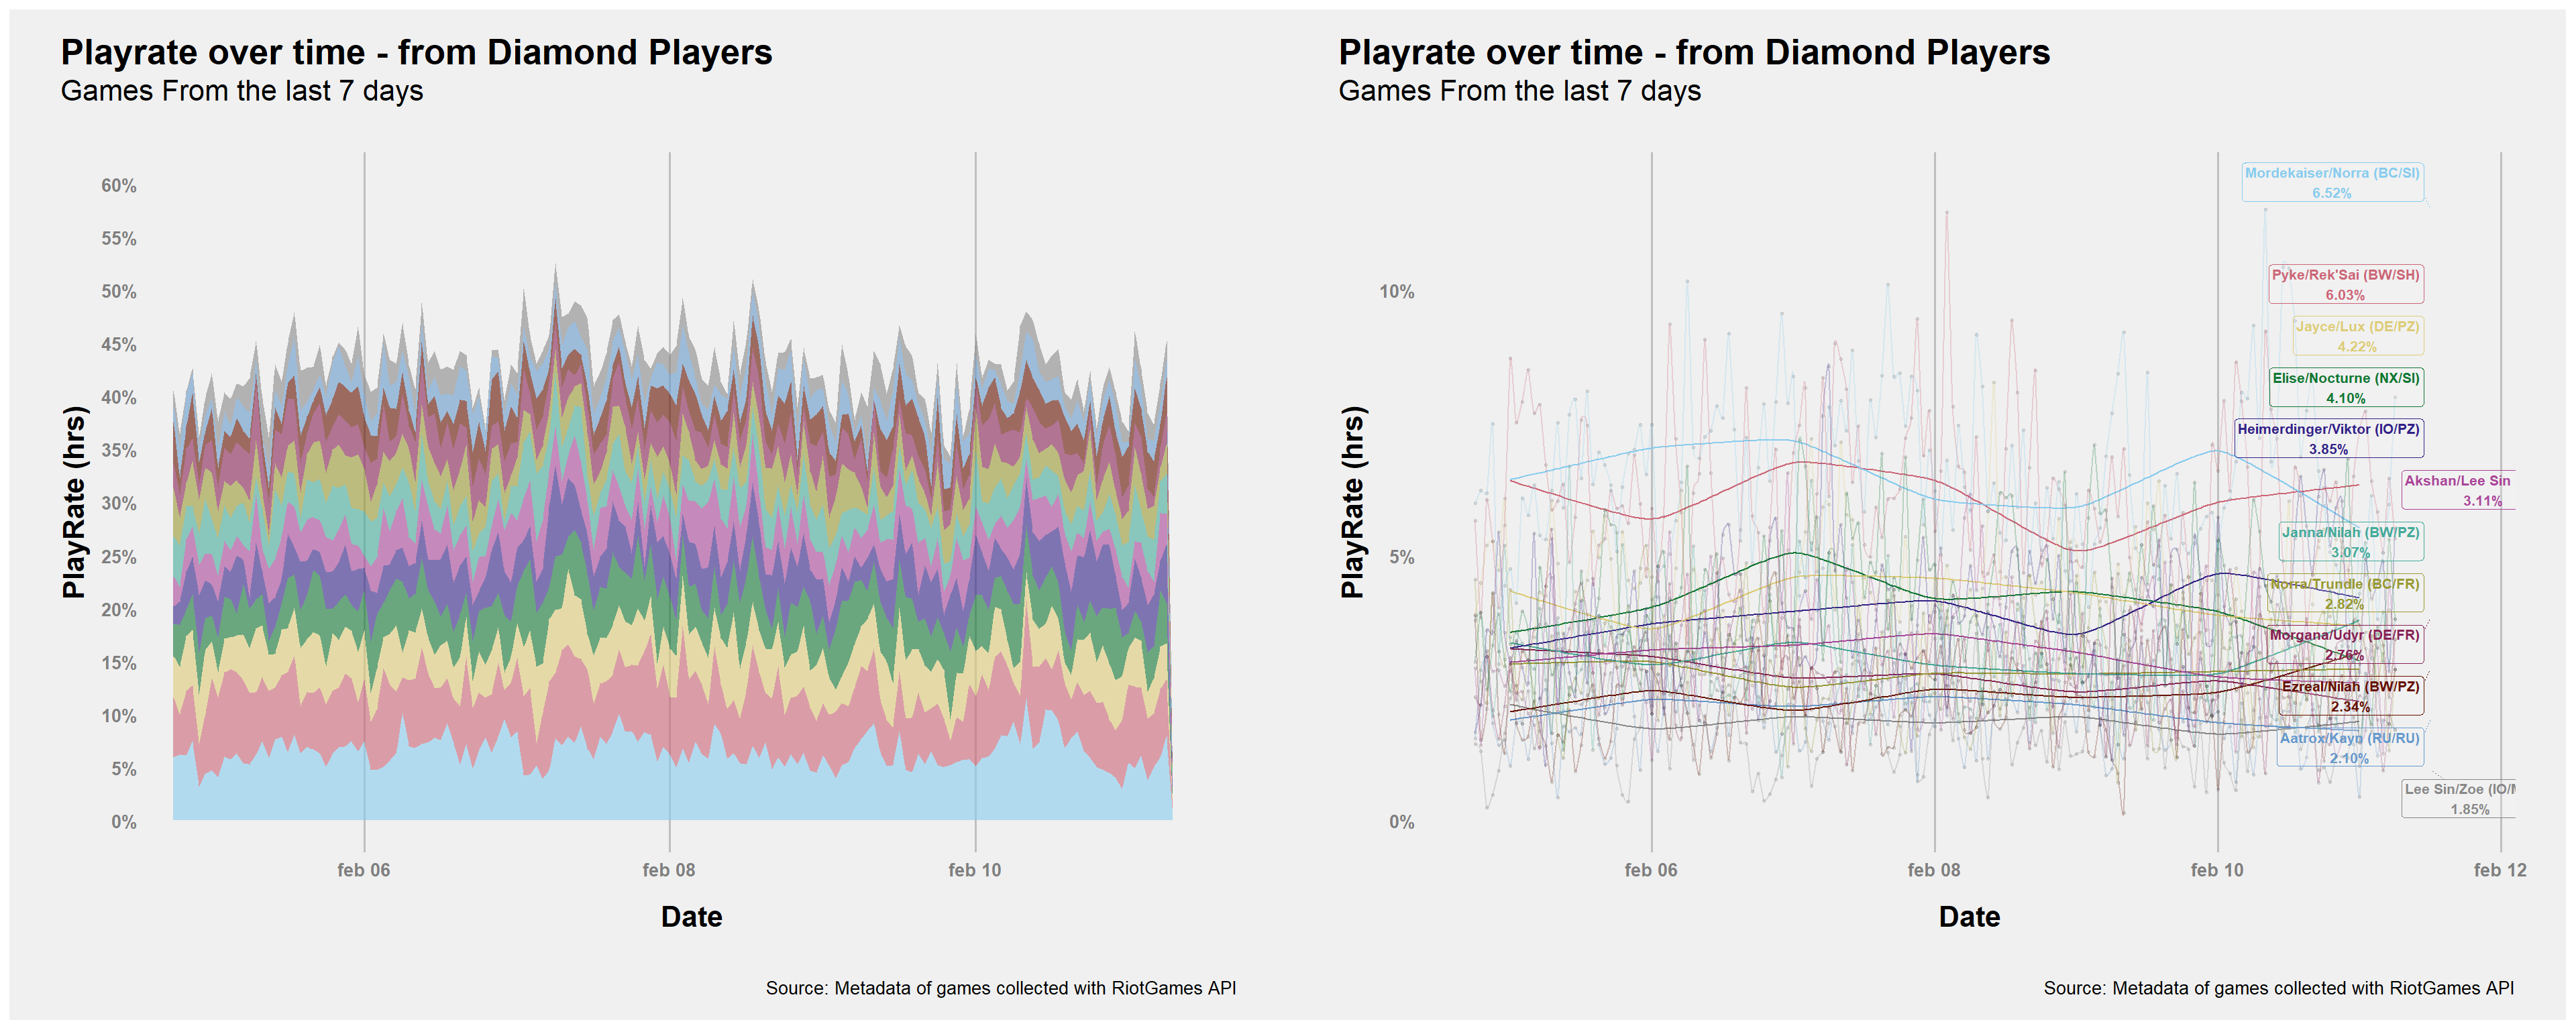 Playrate over time - from Diamond Players
Games From the last 7 days
60%
55%
50%
45%
40%
35%
30%
25%
20%
15%
10%
5%
0%
PlayRate (hrs)
feb 06
feb 08
feb 10
Date
Source: Metadata of games collected with RiotGames API
Playrate over time - from Diamond Players
Games From the last 7 days
10%
5%
0%
PlayRate (hrs)
Mordekaiser/Norra (BC/SI)
6.52%
Pyke/Rek'Sai (BW/SH)
6.03%
Jayce/Lux (DE/PZ)
4.22%
Elise/Nocturne (NX/SI)
4.10%
Heimerdinger/Viktor (IO/PZ)
3.85%
Akshan/Lee Sin
3.11%
Janna/Nilah (BW/PZ)
3.07%
Norra/Trundle (BC/FR)
2.82%
Morgana/Udyr (DE/FR)
2.76%
Ezreal/Nilah (BW/PZ)
2.34%
Aatrox/Kayn (RU/RU)
2.10%
Lee Sin/Zoe
1.85%
feb 06
feb 08
feb 10
feb 12
Date
Source: Metadata of games collected with RiotGames API